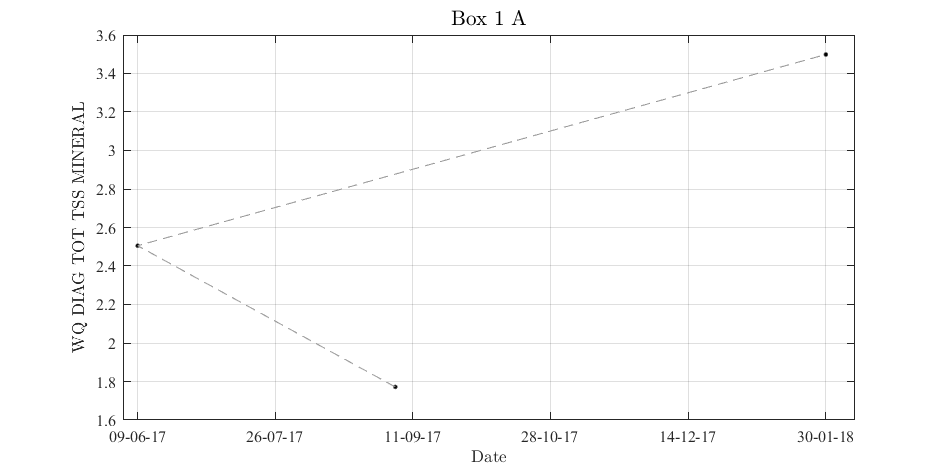 Box 1 A
WQ DIAG TOT TSS MINERAL
3.6
3.4
3.2
3
2.8
2.6
2.4
2.2
2
1.8
1.6
09-06-17 26-07-17 11-09-17 28-10-17 14-12-17 30-01-18
Date